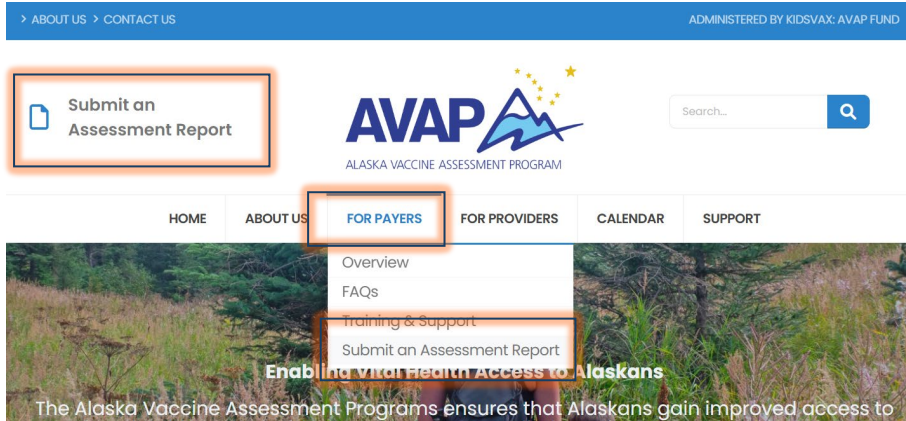 > ABOUT US > CONTACT US
ADMINISTERED BY KIDSVAX: AVAP FUND
Submit an
Assessment Report
AVAP
ALASKA VACCINE ASSESSMENT PROGRAM
Search...
HOME ABOUT US FOR PAYERS FOR PROVIDERS CALENDAR SUPPORT
Overview
FAQs
Training & Support
Submit an Assessment Report
Enabling Vital Health Access to Alaskans
The Alaska Vaccine Assessment Programs ensures that Alaskans gain improved access to